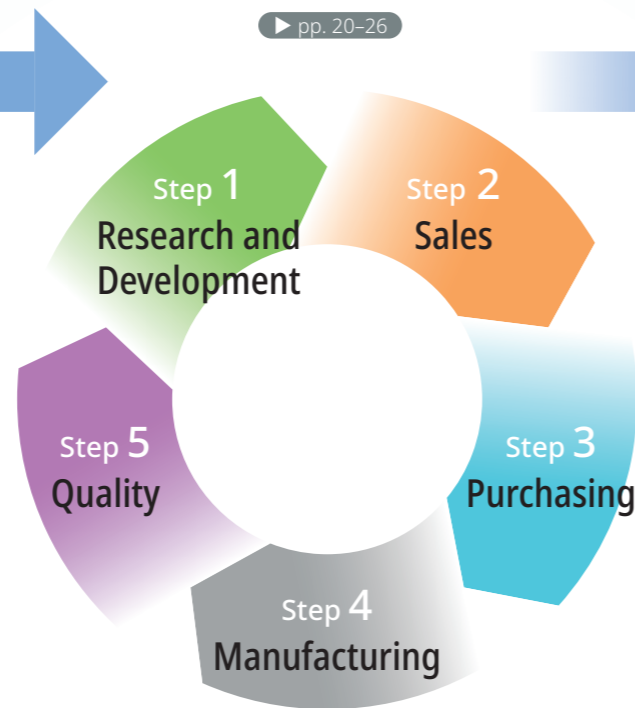 ▶ pp. 20–26
Step 1
Research and
Development
Step 2
Sales
Step 3
Purchasing
Step 4
Manufacturing
Step 5
Quality